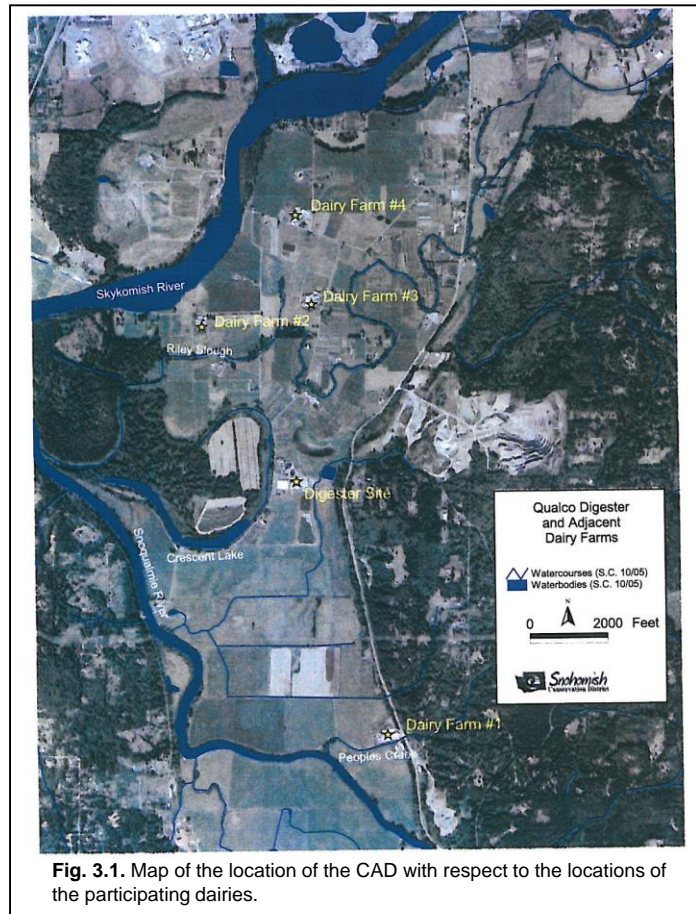 Dairy Farm #4
Skykomish River
Dairy Farm #3
Dairy Farm #2
Riley Slough
Digester Site
Crescent Lake
Snoqualmie River
Dairy Farm #1
Peoples Creek
Qualco Digester
and Adjacent
Dairy Farms
Watercourses (S.C. 10/05)
Waterbodies (S.C. 10/05)
N
0 2000 Feet
Snohomish
Conservation District
Fig. 3.1. Map of the location of the CAD with respect to the locations of
the participating dairies.